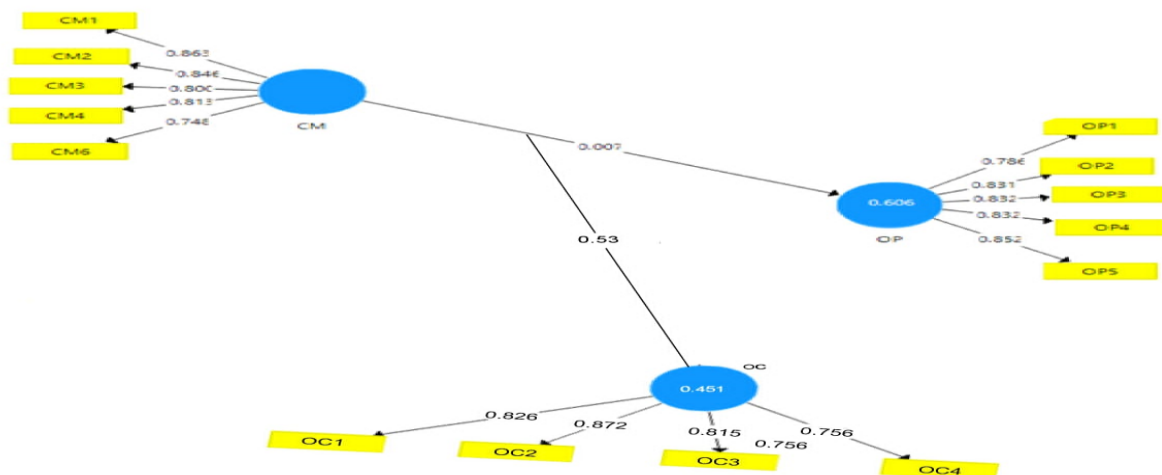 CM1
CM2
CM3
CM4
CM6
0.863
0.846
0.800
0.813
0.748
CM
0.007
0.53
OP1
OP2
OP3
OP4
OP5
0.786
0.831
0.832
0.832
0.852
0.606
OP
OC
0.451
0.826
0.872
0.815
0.756
0.756
OC1
OC2
OC3
OC4